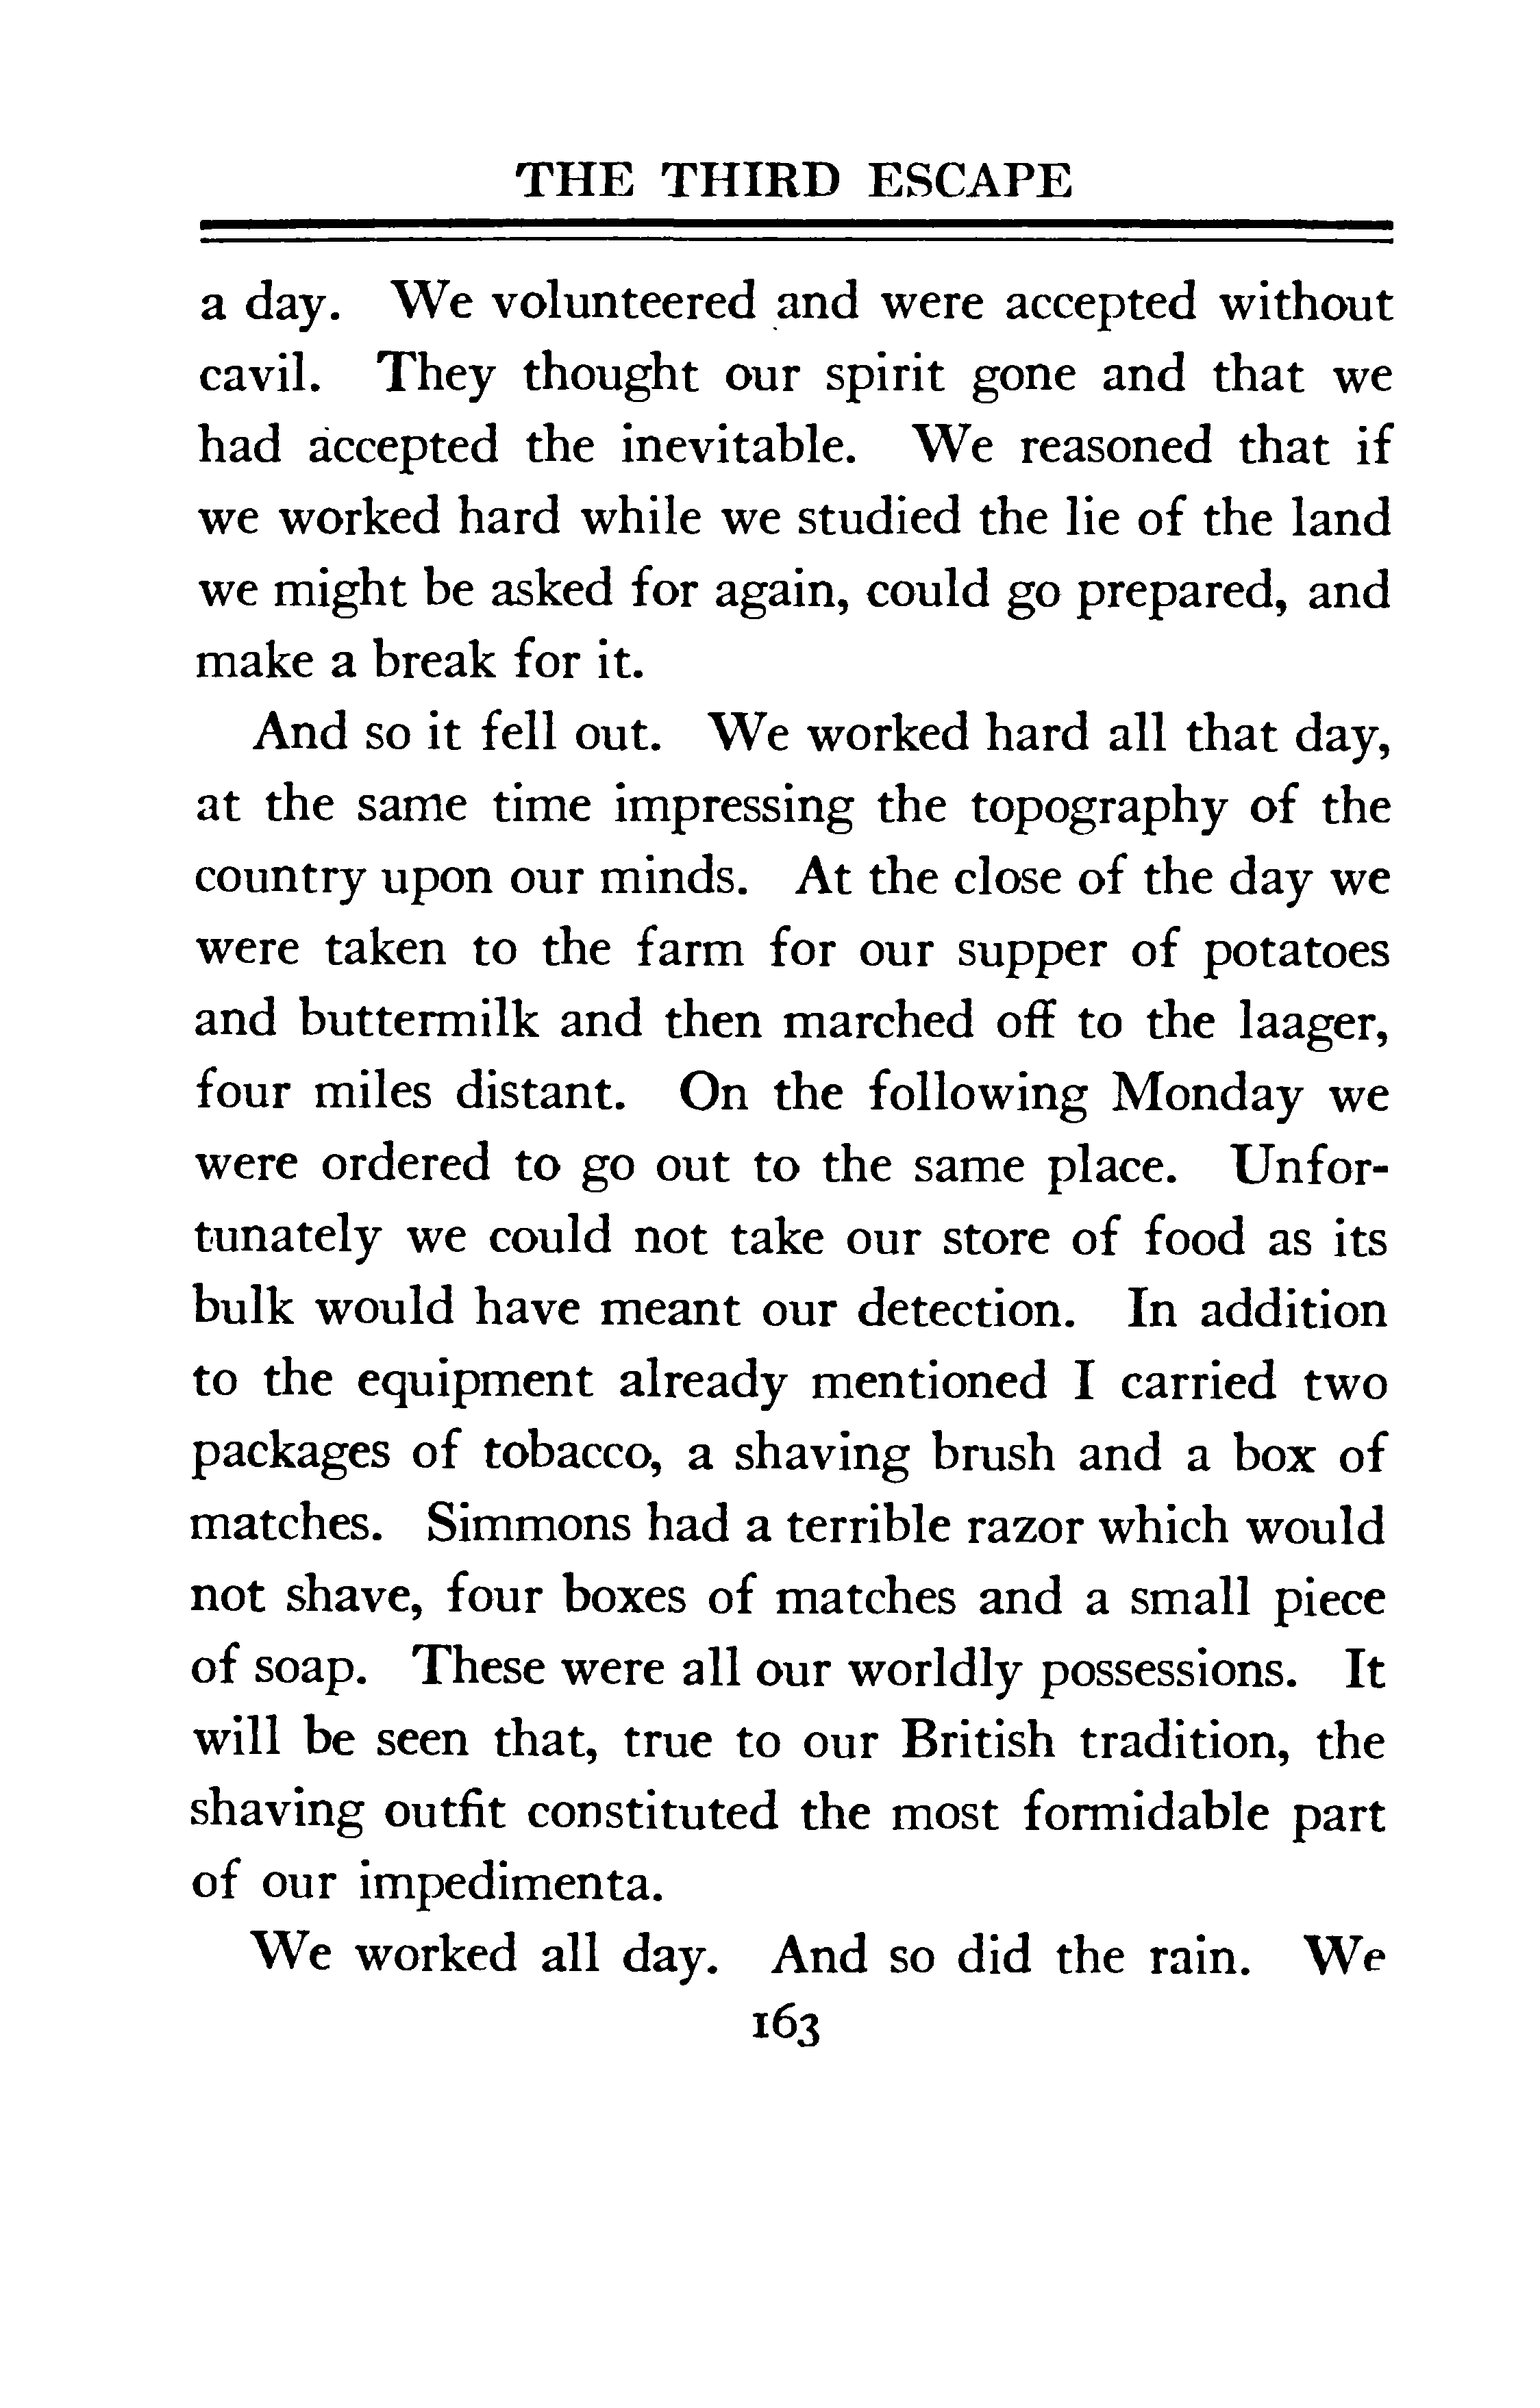 THE THIRD ESCAPE
a day. We volunteered and were accepted without
cavil. They thought our spirit gone and that we
had accepted the inevitable. We reasoned that if
we worked hard while we studied the lie of the land
we might be asked for again, could go prepared, and
make a break for it.
And so it fell out. We worked hard all that day,
at the same time impressing the topography of the
country upon our minds. At the close of the day we
were taken to the farm for our supper of potatoes
and buttermilk and then marched off to the laager,
four miles distant. On the following Monday we
were ordered to go out to the same place. Unfor-
tunately we could not take our store of food as its
bulk would have meant our detection. In addition
to the equipment already mentioned I carried two
packages of tobacco, a shaving brush and a box of
matches. Simmons had a terrible razor which would
not shave, four boxes of matches and a small piece
of soap. These were all our worldly possessions. It
will be seen that, true to our British tradition, the
shaving outfit constituted the most formidable part
of our impedimenta.
We worked all day. And so did the rain. We
163